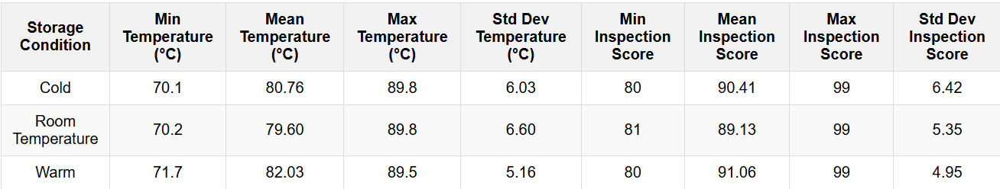 Storage Condition | Min Temperature (°C) | Mean Temperature (°C) | Max Temperature (°C) | Std Dev Temperature (°C) | Min Inspection Score | Mean Inspection Score | Max Inspection Score | Std Dev Inspection Score
Cold | 70.1 | 80.76 | 89.8 | 6.03 | 80 | 90.41 | 99 | 6.42
Room Temperature | 70.2 | 79.60 | 89.8 | 6.60 | 81 | 89.13 | 99 | 5.35
Warm | 71.7 | 82.03 | 89.5 | 5.16 | 80 | 91.06 | 99 | 4.95